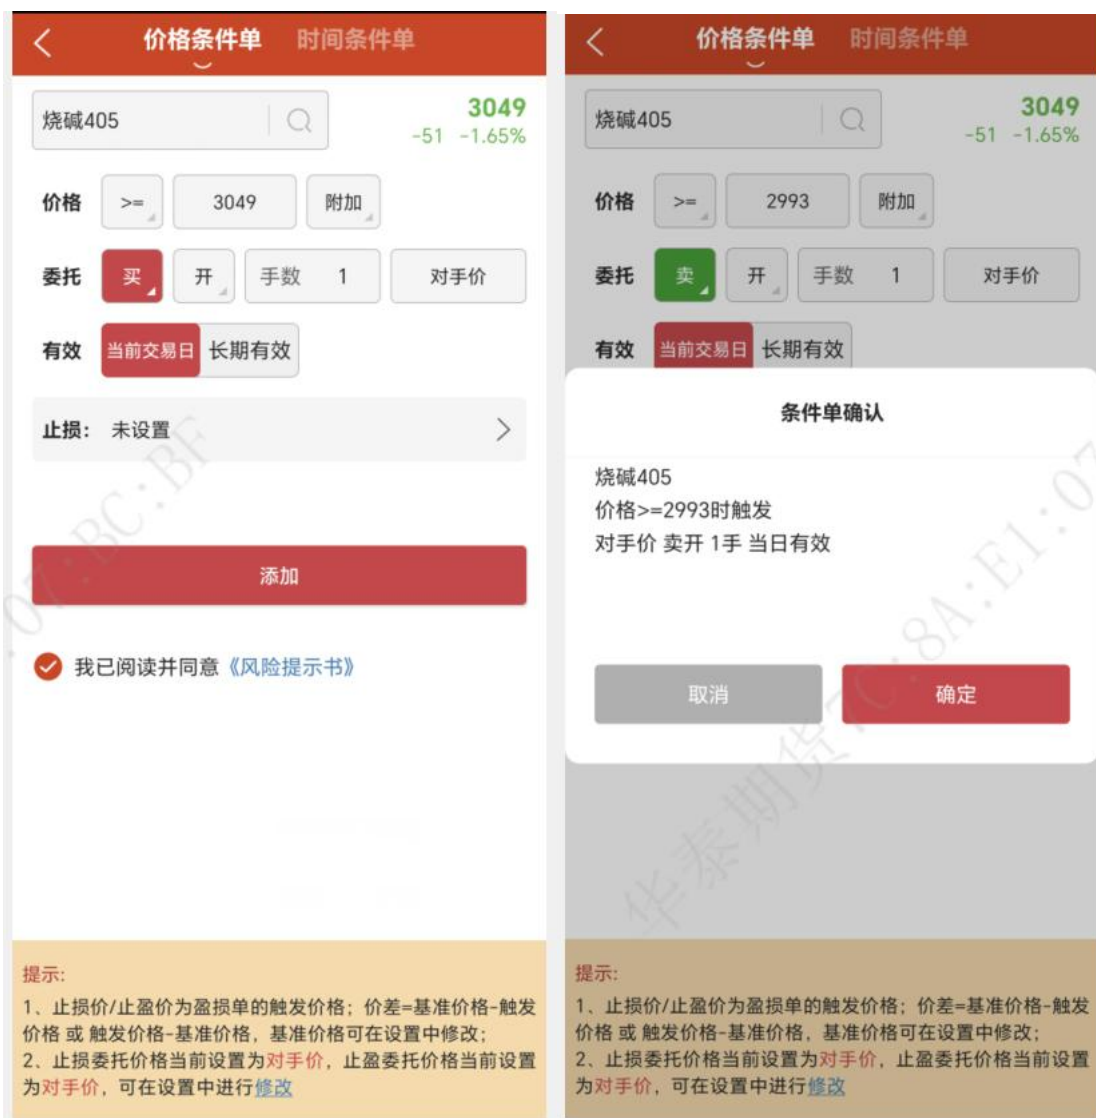 价格条件单 时间条件单
烧碱405
3049
-51 -1.65%
价格 >= 3049 附加
委托 买 开 手数 1 对手价
有效 当前交易日 长期有效
止损: 未设置
添加
我已阅读并同意《风险提示书》
提示:
1、止损价/止盈价为盈损单的触发价格；价差=基准价格-触发
价格 或 触发价格-基准价格，基准价格可在设置中修改；
2、止损委托价格当前设置为对手价，止盈委托价格当前设置
为对手价，可在设置中进行修改
07:BC:BF
价格条件单 时间条件单
烧碱405
3049
-51 -1.65%
价格 >= 2993 附加
委托 卖 开 手数 1 对手价
有效 当前交易日 长期有效
条件单确认
烧碱405
价格>=2993时触发
对手价 卖开 1手 当日有效
取消 确定
华泰期货7C:8A:E1:07
提示:
1、止损价/止盈价为盈损单的触发价格；价差=基准价格-触发
价格 或 触发价格-基准价格，基准价格可在设置中修改；
2、止损委托价格当前设置为对手价，止盈委托价格当前设置
为对手价，可在设置中进行修改